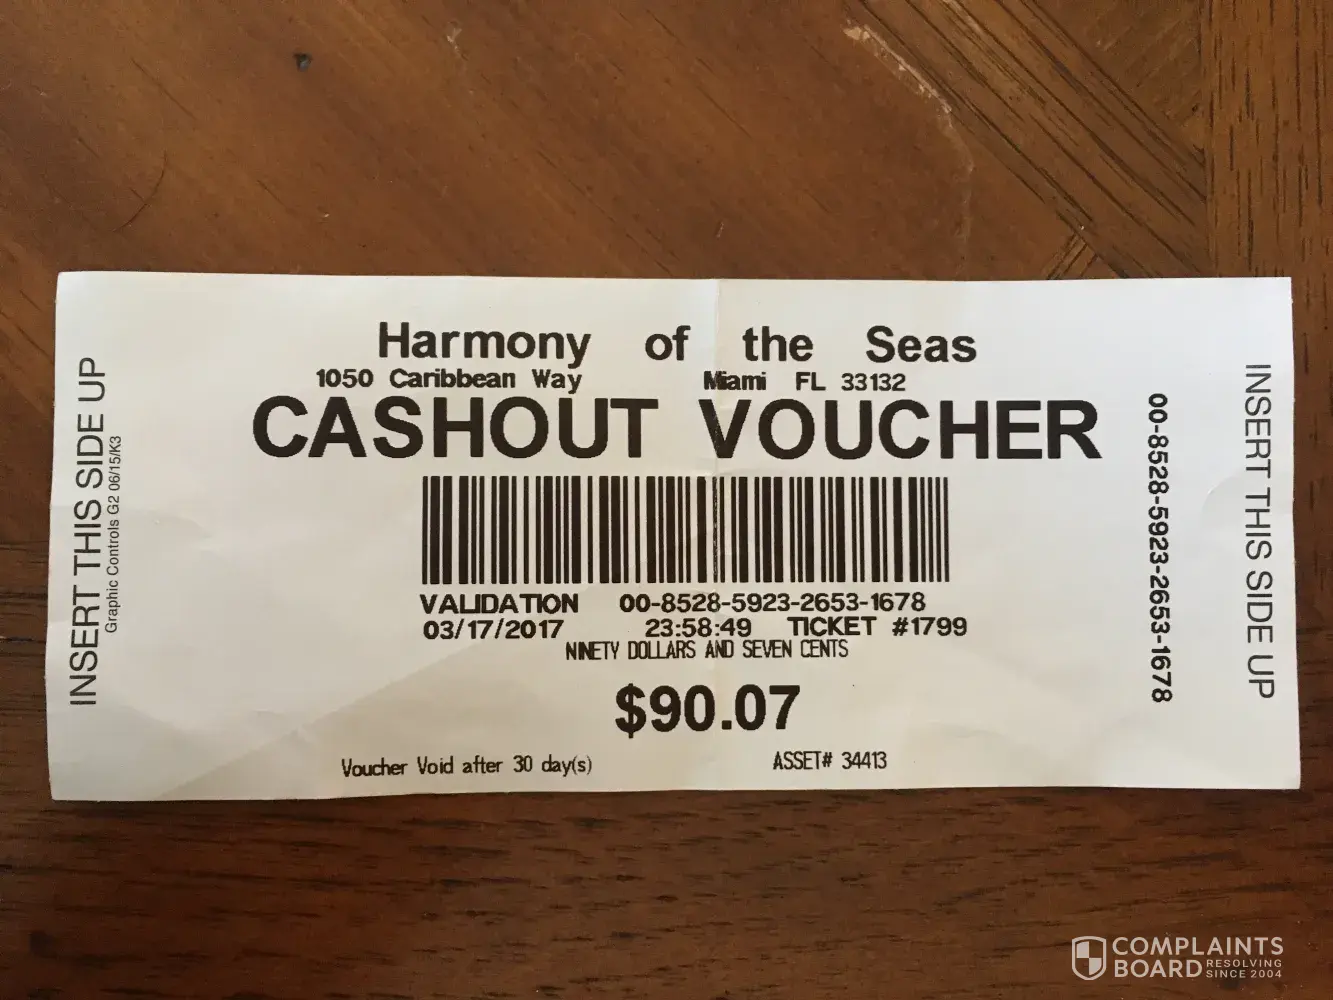 Harmony of the Seas
1050 Caribbean Way Miami FL 33132
CASHOUT VOUCHER
VALIDATION 00-8528-5923-2653-1678
03/17/2017 23:58:49 TICKET #1799
NINETY DOLLARS AND SEVEN CENTS
$90.07
Voucher Void after 30 day(s) ASSET# 34413
INSERT THIS SIDE UP
Graphic Controls G2 06/15/K3
00-8528-5923-2653-1678
INSERT THIS SIDE UP
COMPLAINTS
BOARD RESOLVING
SINCE 2004